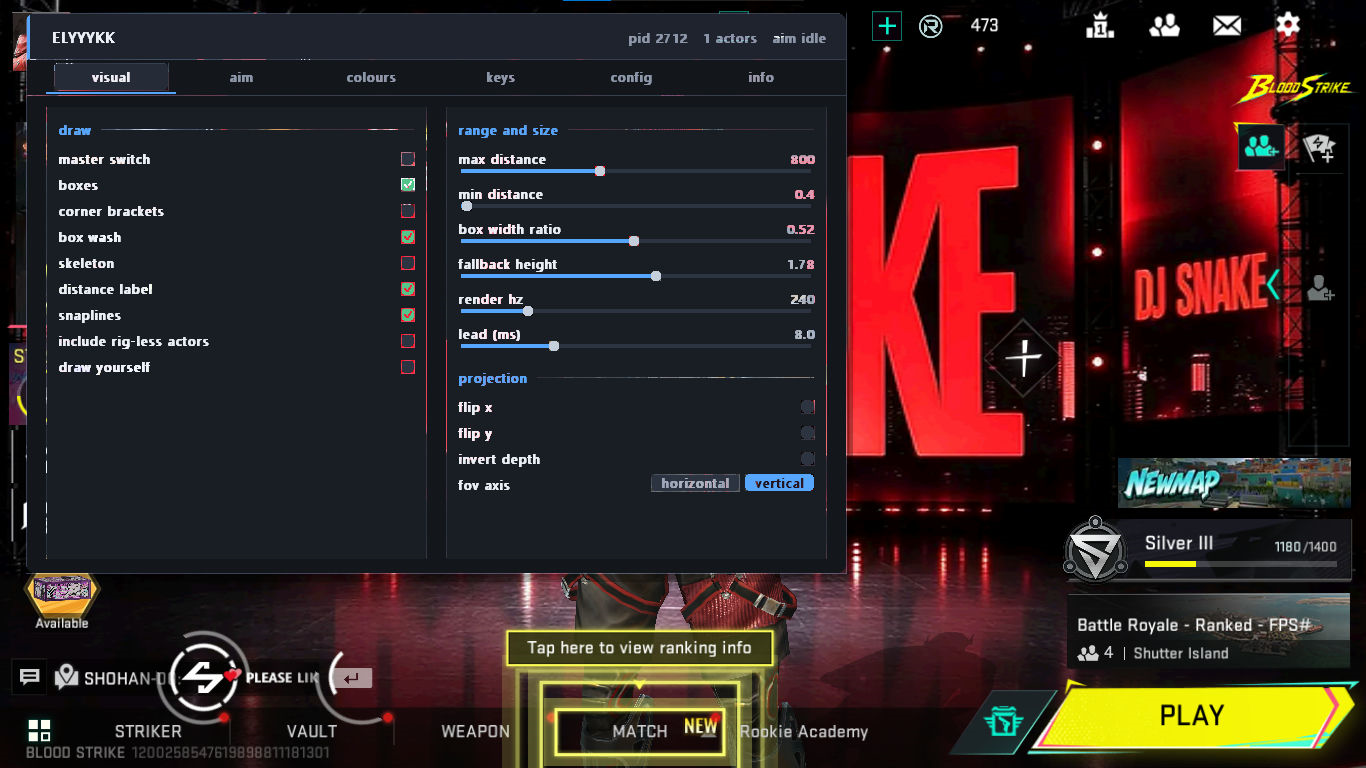 ELYYYKK
pid 2712 1 actors aim idle
visual aim colours keys config info
draw
master switch
boxes
corner brackets
box wash
skeleton
distance label
snaplines
include rig-less actors
draw yourself
range and size
max distance 800
min distance 0.4
box width ratio 0.52
fallback height 1.78
render hz 240
lead (ms) 8.0
projection
flip x
flip y
invert depth
fov axis horizontal vertical
473
BLOOD STRIKE
KE
DJ SNAKE
NEWMAP
Silver III 1180/1400
Battle Royale - Ranked - FPS#
4 | Shutter Island
PLAY
Available
SHOHAN-
PLEASE LIK
Tap here to view ranking info
STRIKER VAULT WEAPON MATCH NEW Rookie Academy
BLOOD STRIKE